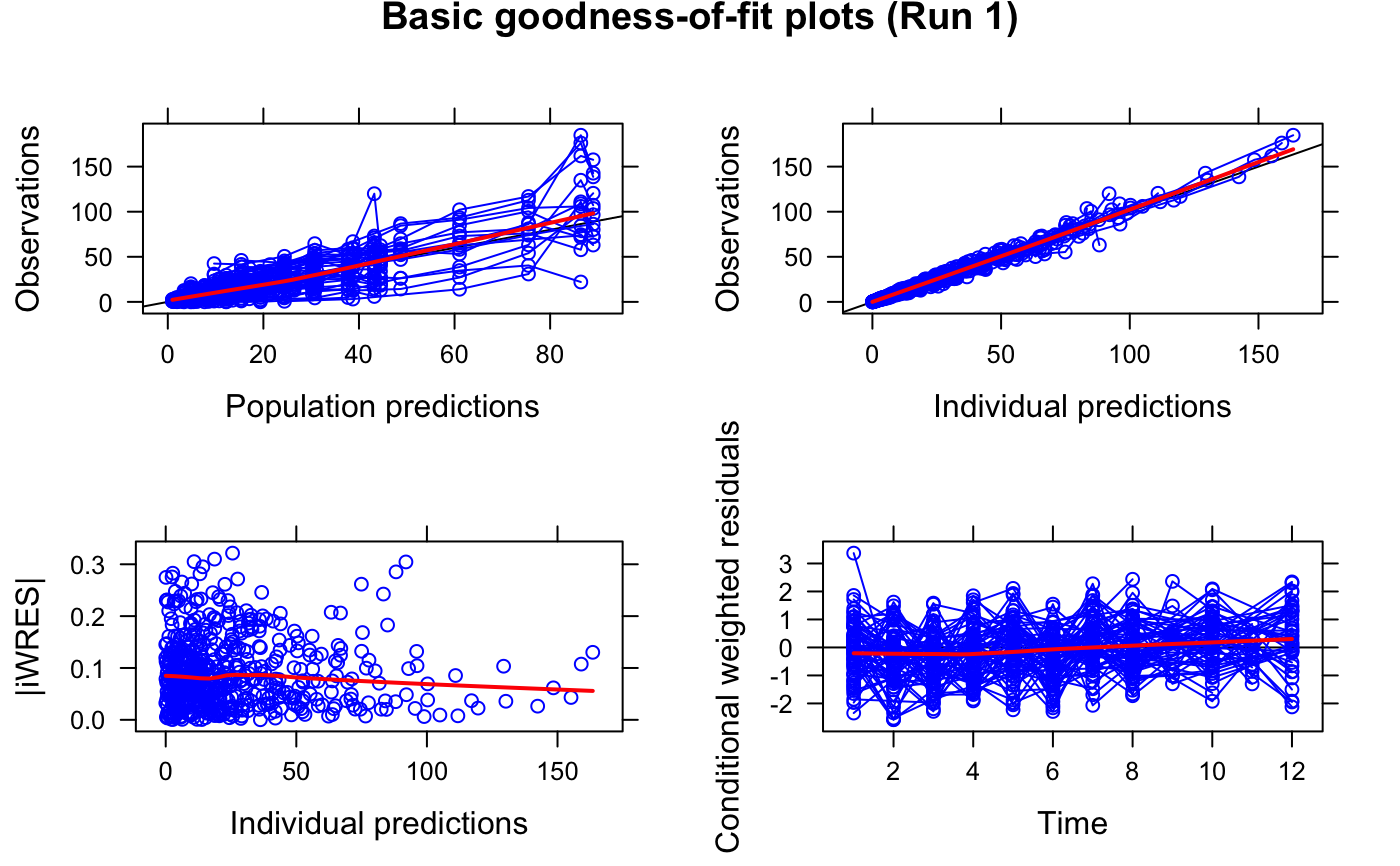 Basic goodness-of-fit plots (Run 1)
Observations
150
100
50
0
0 20 40 60 80
Population predictions
Observations
150
100
50
0
0 50 100 150
Individual predictions
|iWRES|
0.3
0.2
0.1
0.0
0 50 100 150
Individual predictions
Conditional weighted residuals
3
2
1
0
-1
-2
2 4 6 8 10 12
Time